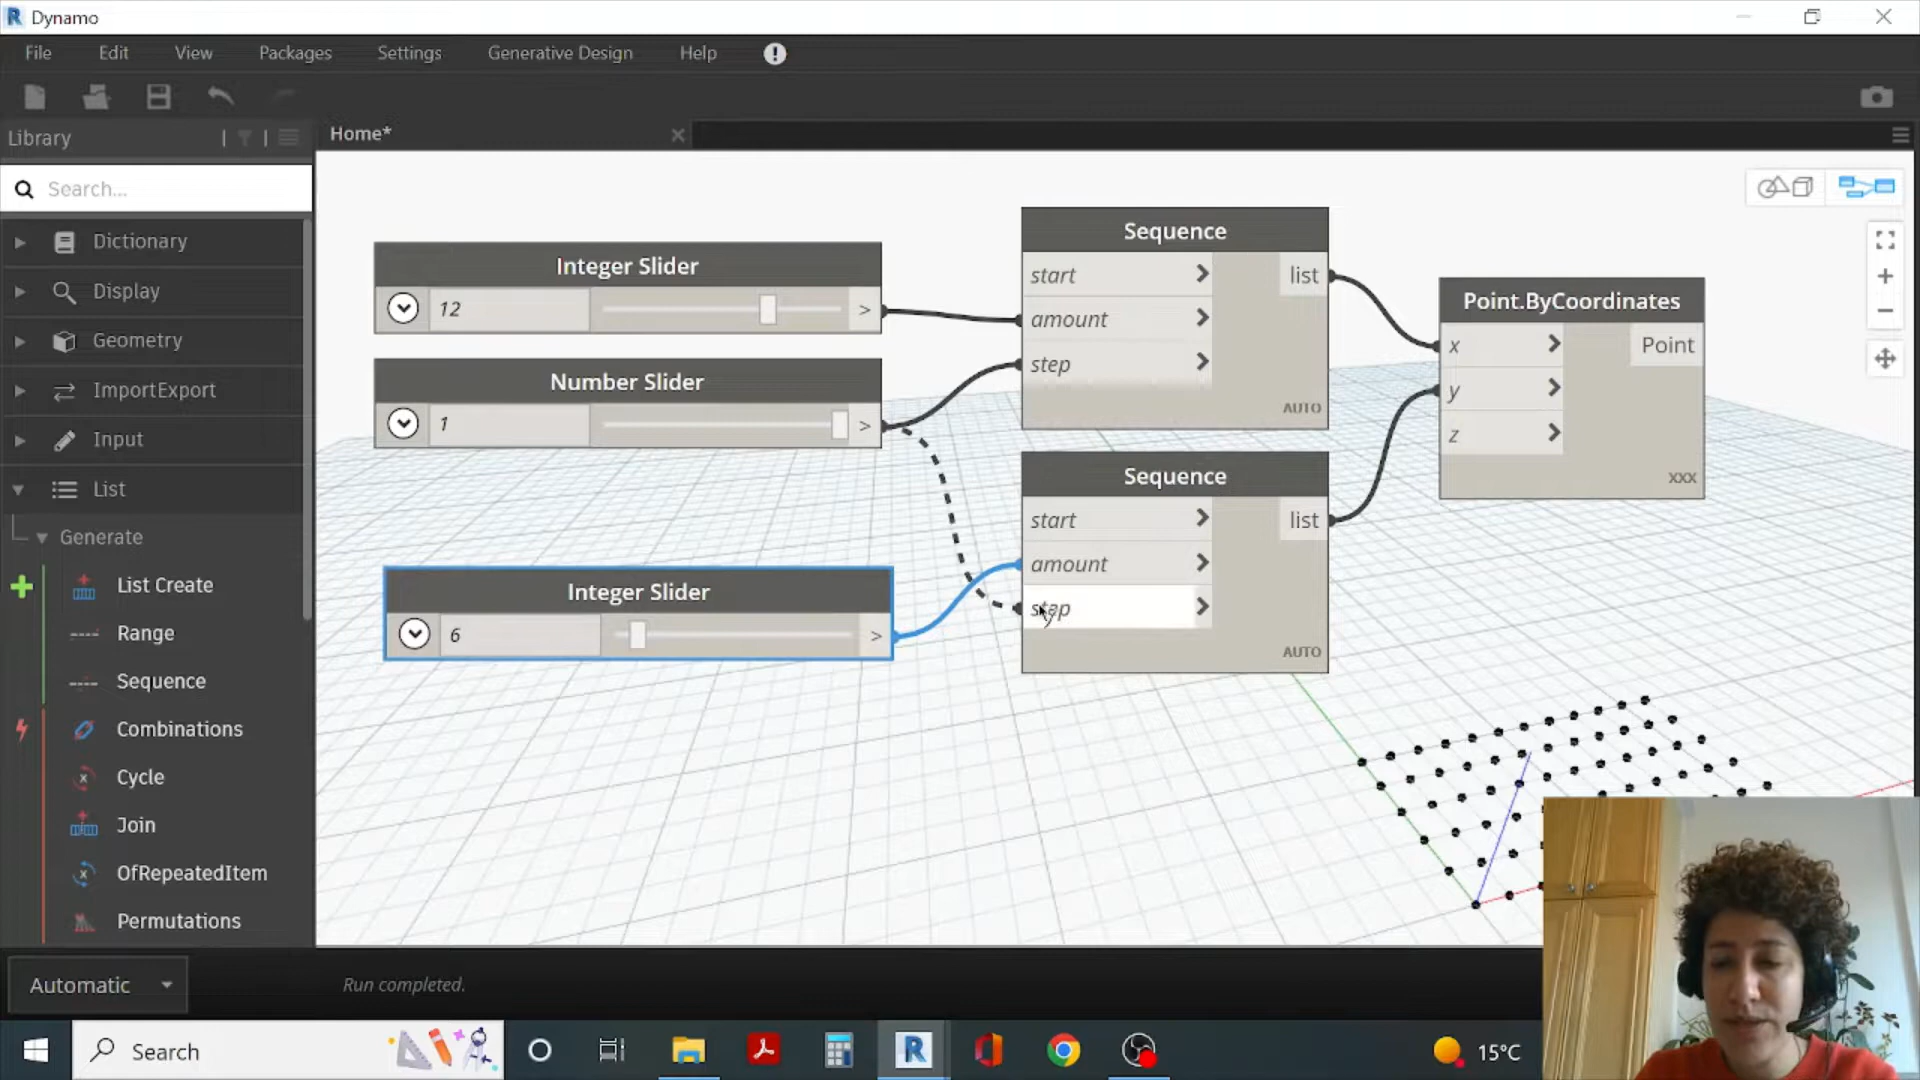 Dynamo
File Edit View Packages Settings Generative Design Help
Library
Home*
Search...
Dictionary
Display
Geometry
ImportExport
Input
List
Generate
List Create
Range
Sequence
Combinations
Cycle
Join
OfRepeatedItem
Permutations
Integer Slider
12
>
Number Slider
1
>
Integer Slider
6
>
Sequence
start > list
amount >
step >
AUTO
Sequence
start > list
amount >
step >
AUTO
Point.ByCoordinates
x > Point
y >
z >
XXX
Automatic
Run completed.
Search
15°C